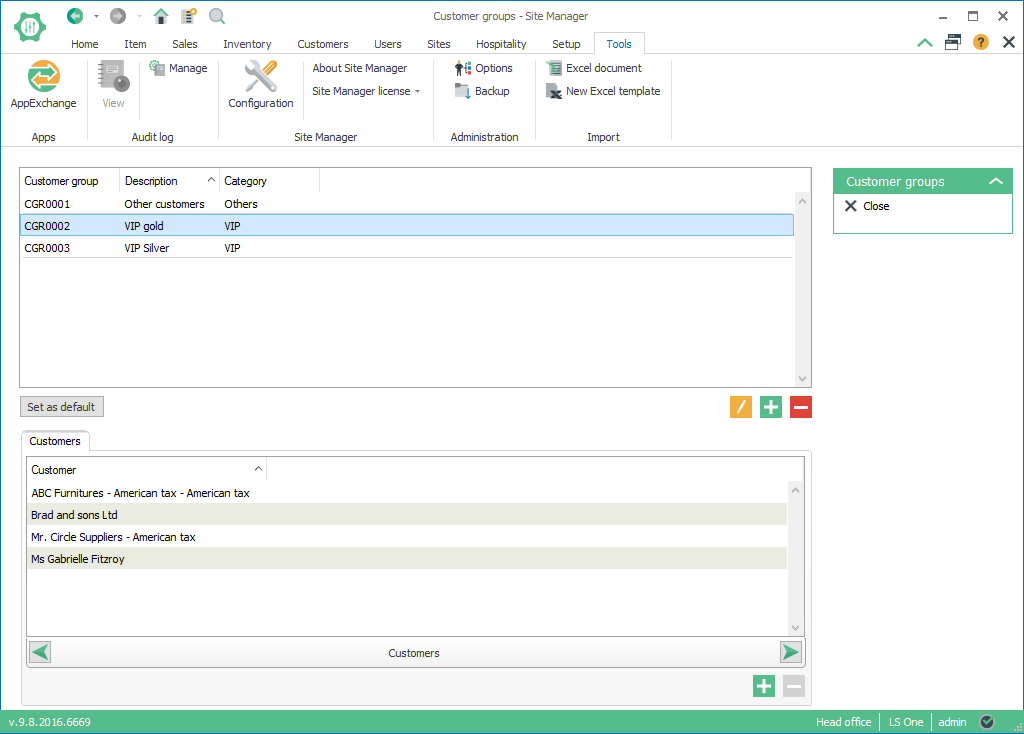 Customer groups - Site Manager
Home Item Sales Inventory Customers Users Sites Hospitality Setup Tools
AppExchange
Apps
View
Manage
Audit log
Configuration
About Site Manager
Site Manager license
Site Manager
Options
Backup
Administration
Excel document
New Excel template
Import
Customer group Description Category
CGR0001 Other customers Others
CGR0002 VIP gold VIP
CGR0003 VIP Silver VIP
Customer groups
Close
Set as default
Customers
Customer
ABC Furnitures - American tax - American tax
Brad and sons Ltd
Mr. Circle Suppliers - American tax
Ms Gabrielle Fitzroy
Customers
v.9.8.2016.6669 Head office LS One admin